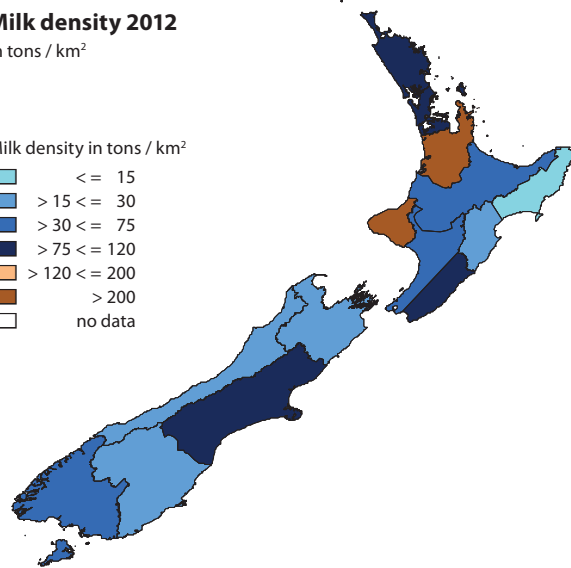 Milk density 2012
in tons / km²
Milk density in tons / km²
<= 15
> 15 <= 30
> 30 <= 75
> 75 <= 120
> 120 <= 200
> 200
no data